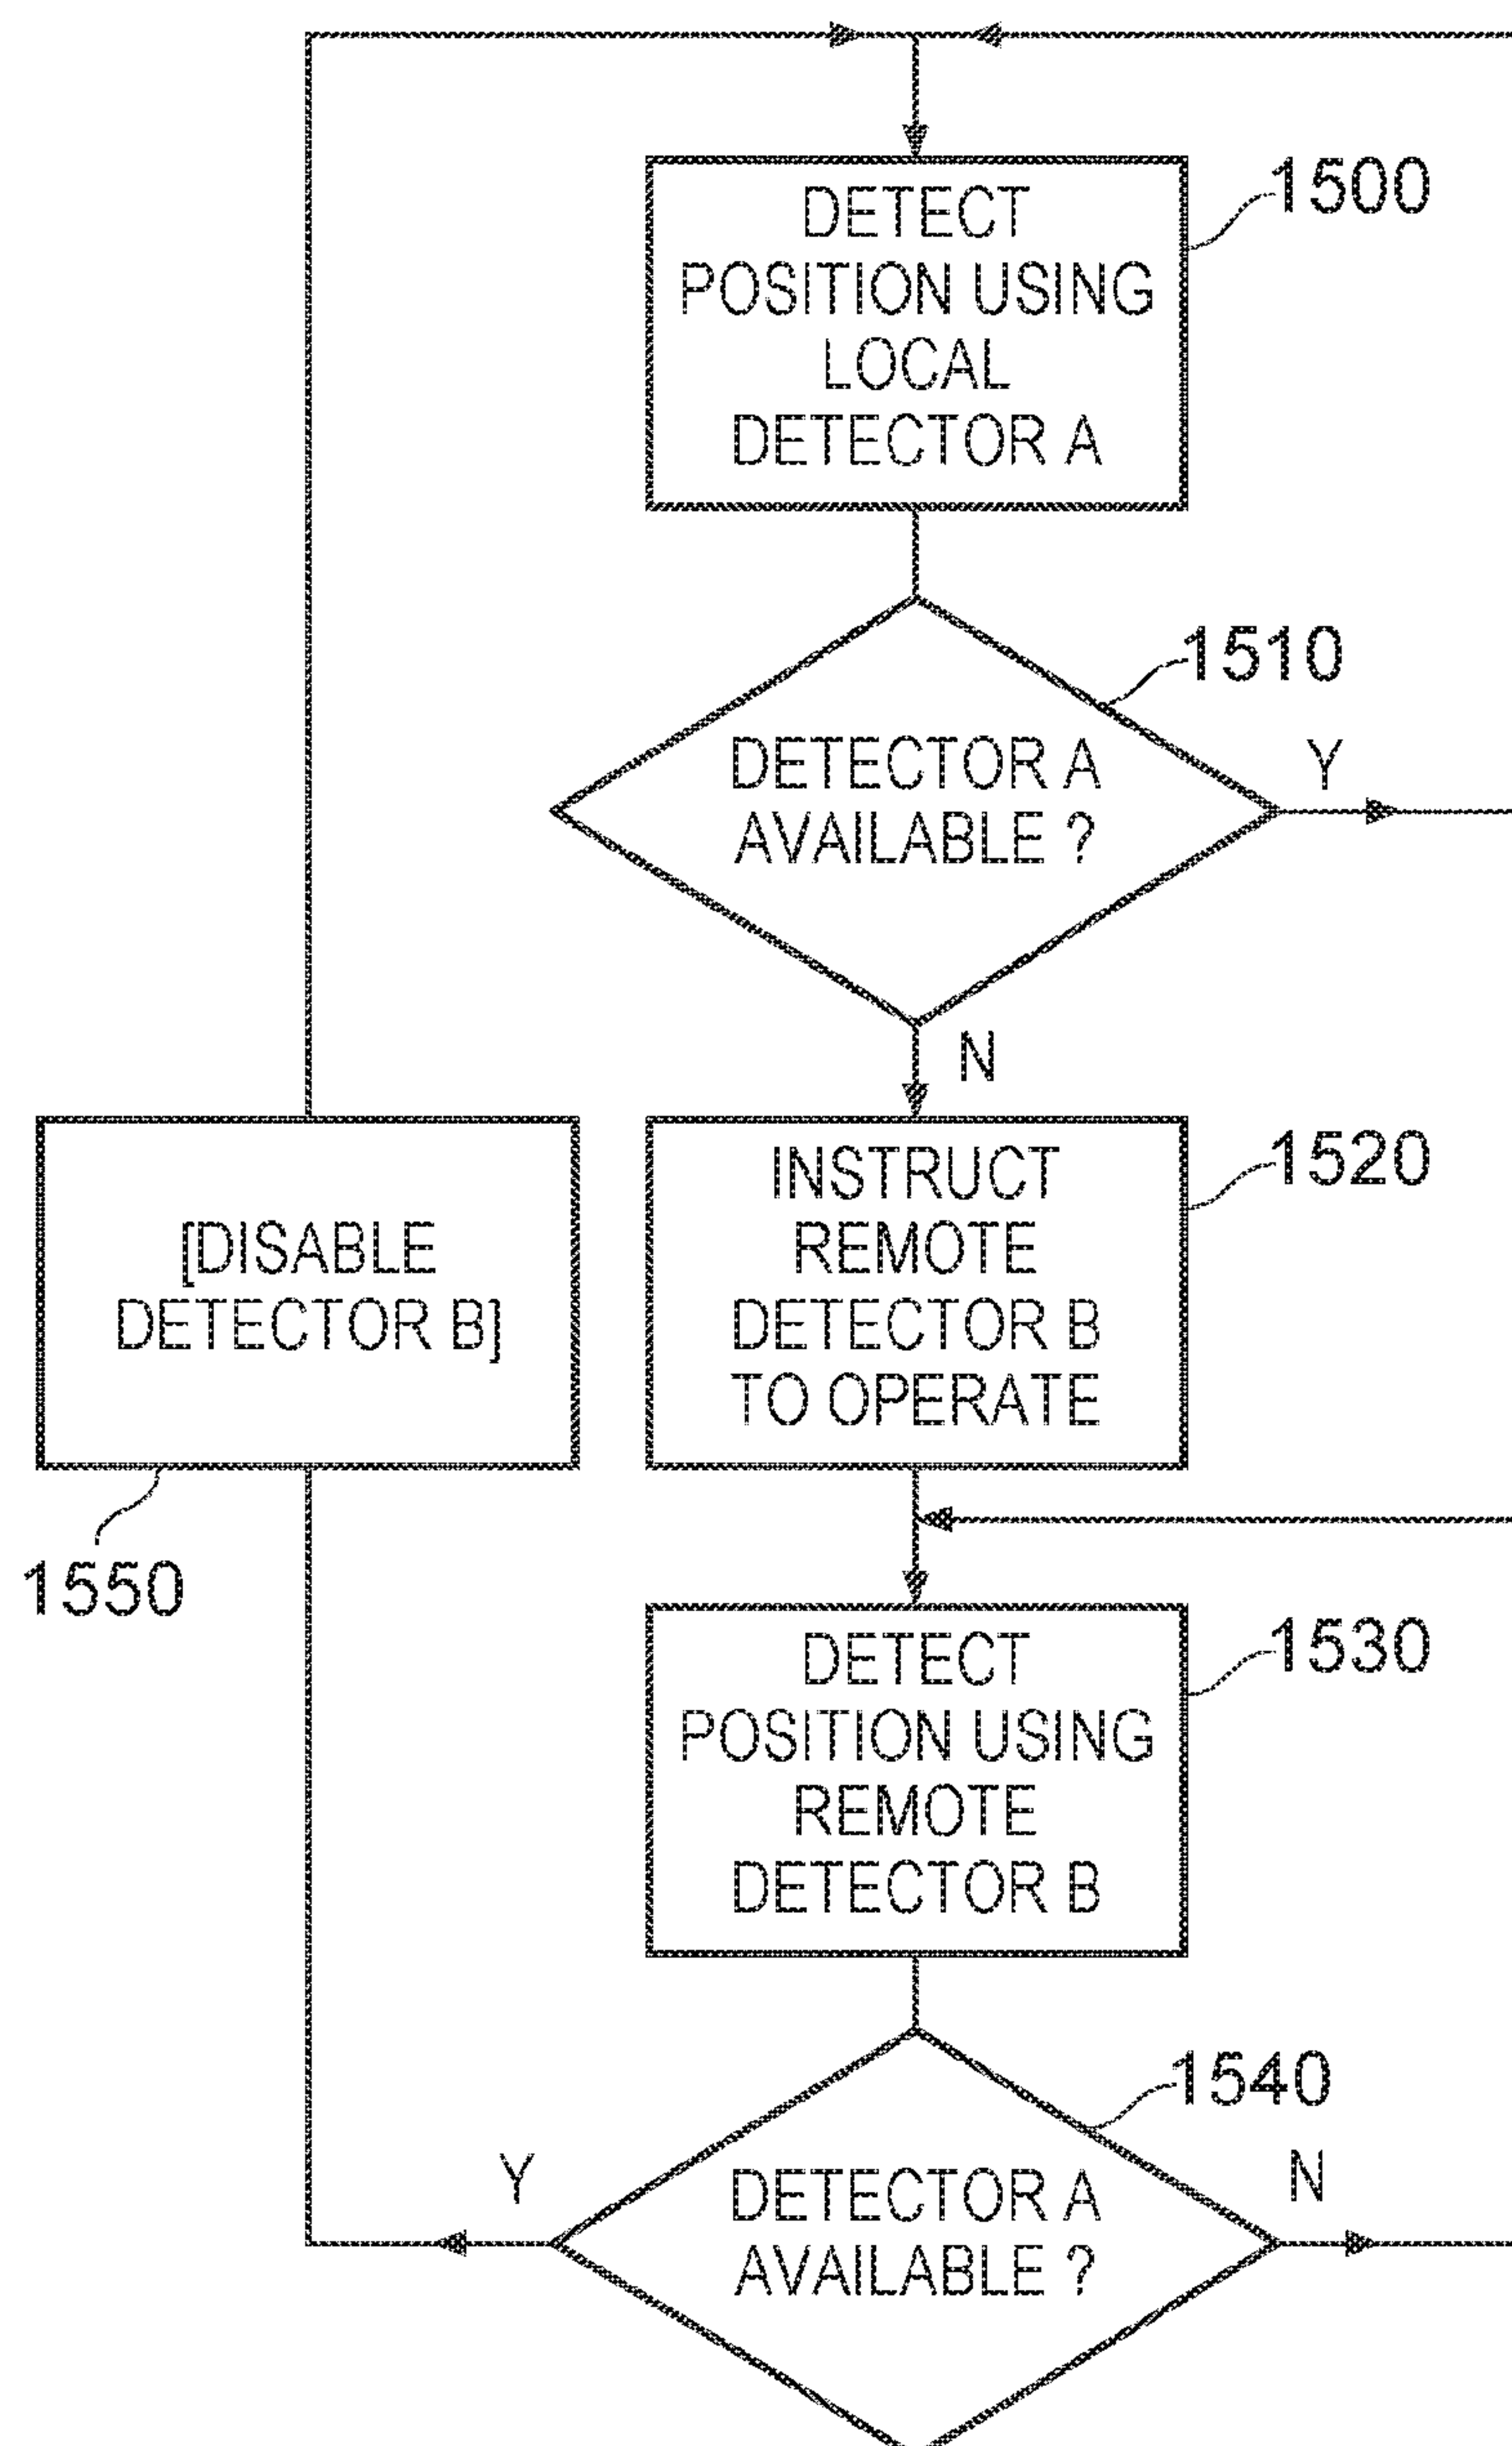 DETECT
POSITION USING
LOCAL
DETECTOR A
1500
DETECTOR A
AVAILABLE ?
1510
Y
N
[DISABLE
DETECTOR B]
1550
INSTRUCT
REMOTE
DETECTOR B
TO OPERATE
1520
DETECT
POSITION USING
REMOTE
DETECTOR B
1530
DETECTOR A
AVAILABLE ?
1540
Y
N